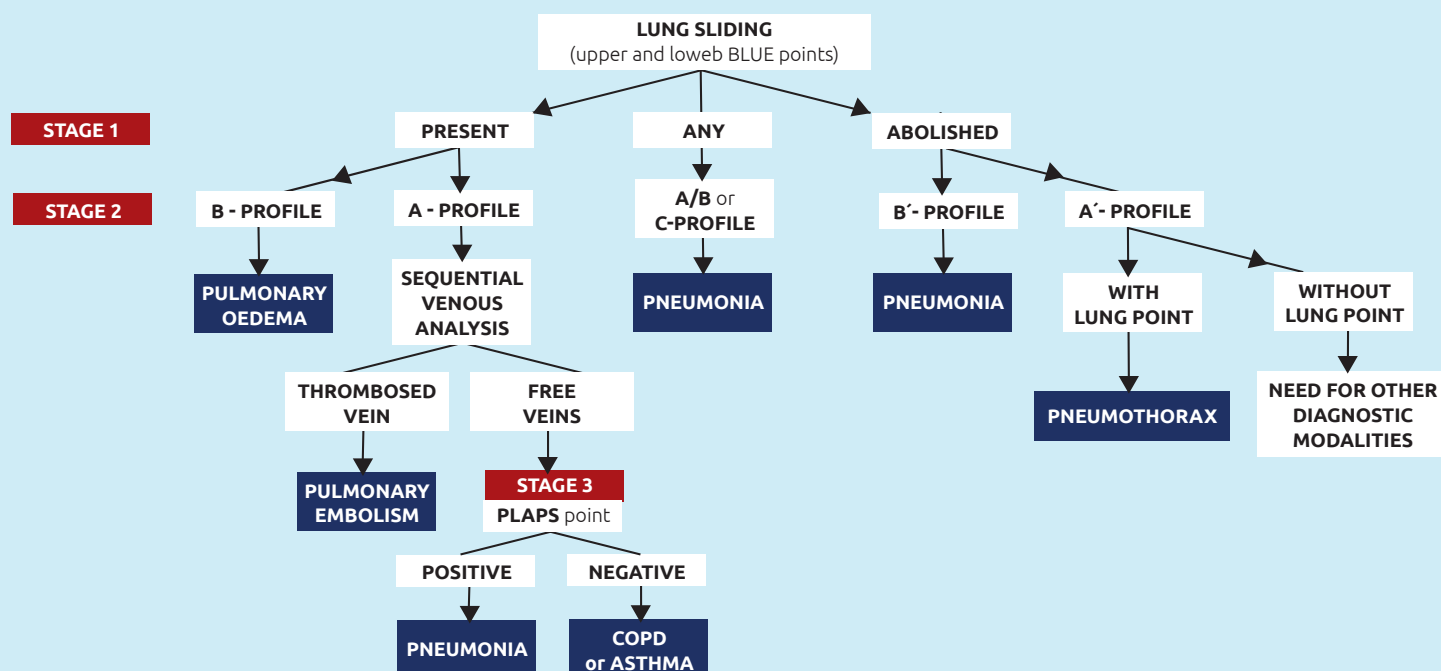 LUNG SLIDING
(upper and loweb BLUE points)
STAGE 1
PRESENT
ANY
ABOLISHED
STAGE 2
B - PROFILE
A - PROFILE
A/B or
C-PROFILE
B´- PROFILE
A´- PROFILE
PULMONARY
OEDEMA
SEQUENTIAL
VENOUS
ANALYSIS
PNEUMONIA
PNEUMONIA
WITH
LUNG POINT
WITHOUT
LUNG POINT
THROMBOSED
VEIN
FREE
VEINS
PNEUMOTHORAX
NEED FOR OTHER
DIAGNOSTIC
MODALITIES
PULMONARY
EMBOLISM
STAGE 3
PLAPS point
POSITIVE
NEGATIVE
PNEUMONIA
COPD
or ASTHMA